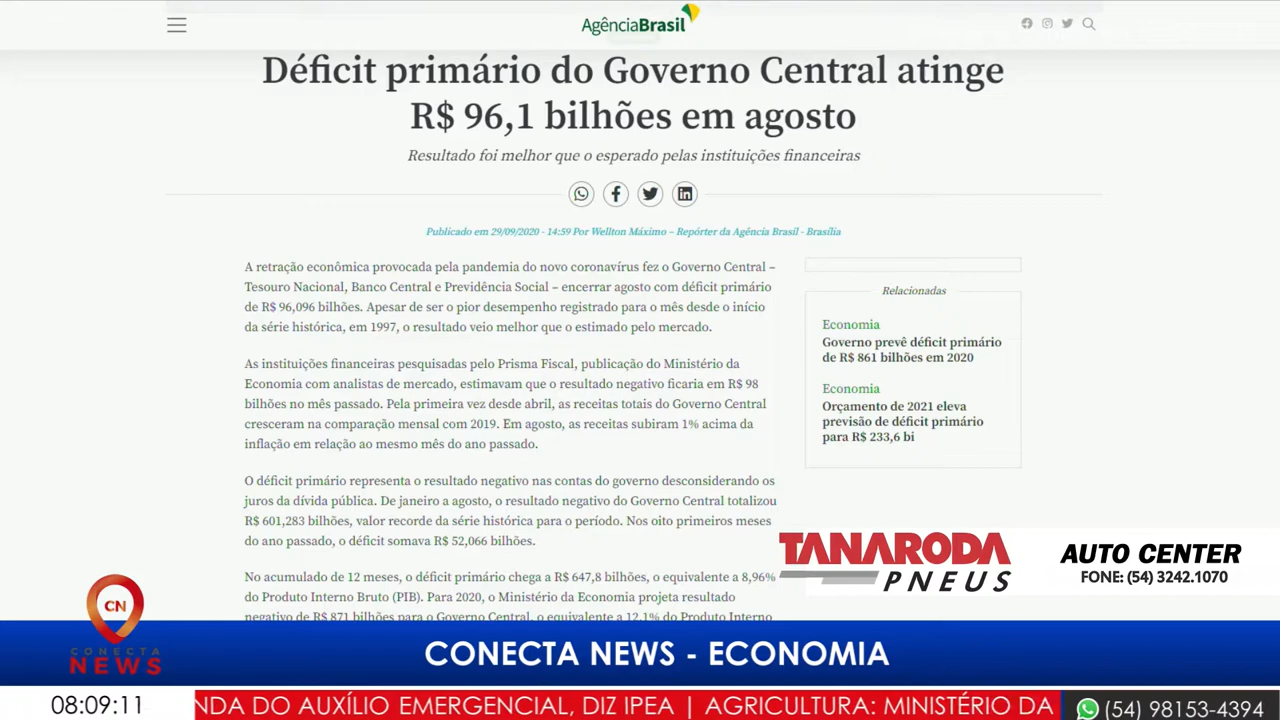 AgênciaBrasil
Déficit primário do Governo Central atinge
R$ 96,1 bilhões em agosto
Resultado foi melhor que o esperado pelas instituições financeiras
Publicado em 29/09/2020 - 14:59 Por Wellton Máximo – Repórter da Agência Brasil - Brasília
A retração econômica provocada pela pandemia do novo coronavírus fez o Governo Central –
Tesouro Nacional, Banco Central e Previdência Social – encerrar agosto com déficit primário
de R$ 96,096 bilhões. Apesar de ser o pior desempenho registrado para o mês desde o início
da série histórica, em 1997, o resultado veio melhor que o estimado pelo mercado.
As instituições financeiras pesquisadas pelo Prisma Fiscal, publicação do Ministério da
Economia com analistas de mercado, estimavam que o resultado negativo ficaria em R$ 98
bilhões no mês passado. Pela primeira vez desde abril, as receitas totais do Governo Central
cresceram na comparação mensal com 2019. Em agosto, as receitas subiram 1% acima da
inflação em relação ao mesmo mês do ano passado.
O déficit primário representa o resultado negativo nas contas do governo desconsiderando os
juros da dívida pública. De janeiro a agosto, o resultado negativo do Governo Central totalizou
R$ 601,283 bilhões, valor recorde da série histórica para o período. Nos oito primeiros meses
do ano passado, o déficit somava R$ 52,066 bilhões.
No acumulado de 12 meses, o déficit primário chega a R$ 647,8 bilhões, o equivalente a 8,96%
do Produto Interno Bruto (PIB). Para 2020, o Ministério da Economia projeta resultado
negativo de R$ 871 bilhões para o Governo Central, o equivalente a 12,1% do Produto Interno
Relacionadas
Economia
Governo prevê déficit primário
de R$ 861 bilhões em 2020
Economia
Orçamento de 2021 eleva
previsão de déficit primário
para R$ 233,6 bi
TANARODA
PNEUS
AUTO CENTER
FONE: (54) 3242.1070
CN
CONECTA
NEWS
CONECTA NEWS - ECONOMIA
08:09:11
NDA DO AUXÍLIO EMERGENCIAL, DIZ IPEA | AGRICULTURA: MINISTÉRIO DA
(54) 98153-4394